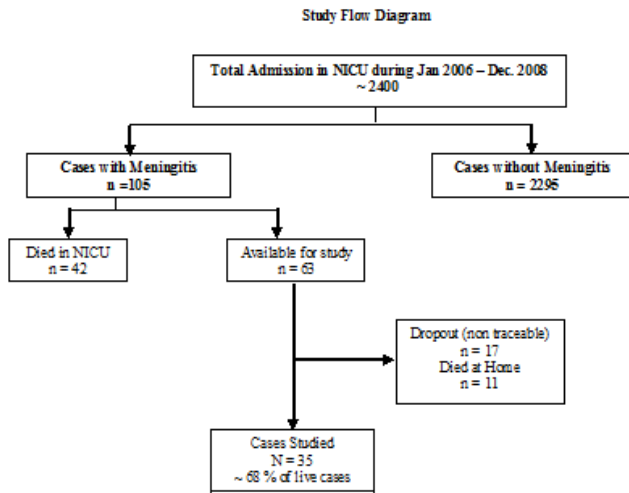 Study Flow Diagram
Total Admission in NICU during Jan 2006 – Dec. 2008
~ 2400
Cases with Meningitis
n =105
Cases without Meningitis
n = 2295
Died in NICU
n = 42
Available for study
n = 63
Dropout (non traceable)
n = 17
Died at Home
n = 11
Cases Studied
N = 35
~ 68 % of live cases